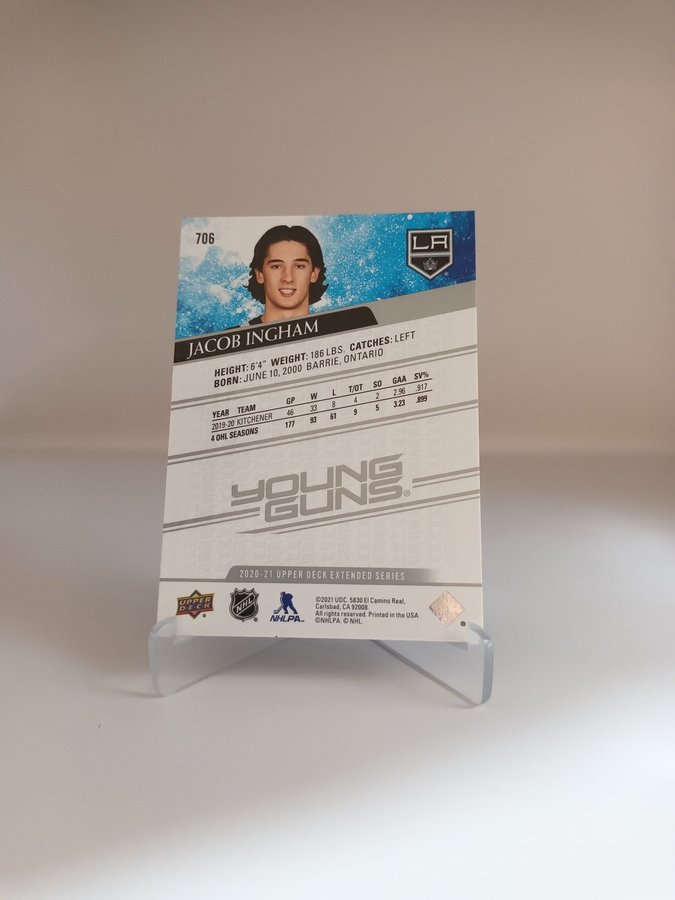 706
LA
JACOB INGHAM
HEIGHT: 6'4" WEIGHT: 186 LBS. CATCHES: LEFT
BORN: JUNE 10, 2000 BARRIE, ONTARIO
YEAR TEAM GP W L T/OT SO GAA SV%
2019-20 KITCHENER 46 33 8 4 2 2.96 .917
4 OHL SEASONS 177 93 61 9 5 3.23 .899
YOUNG
GUNS®
2020-21 UPPER DECK EXTENDED SERIES
UPPER
DECK
NHL
NHLPA™
©2021 UDC. 5830 El Camino Real,
Carlsbad, CA 92008.
All rights reserved. Printed in the USA.
©NHLPA. © NHL.